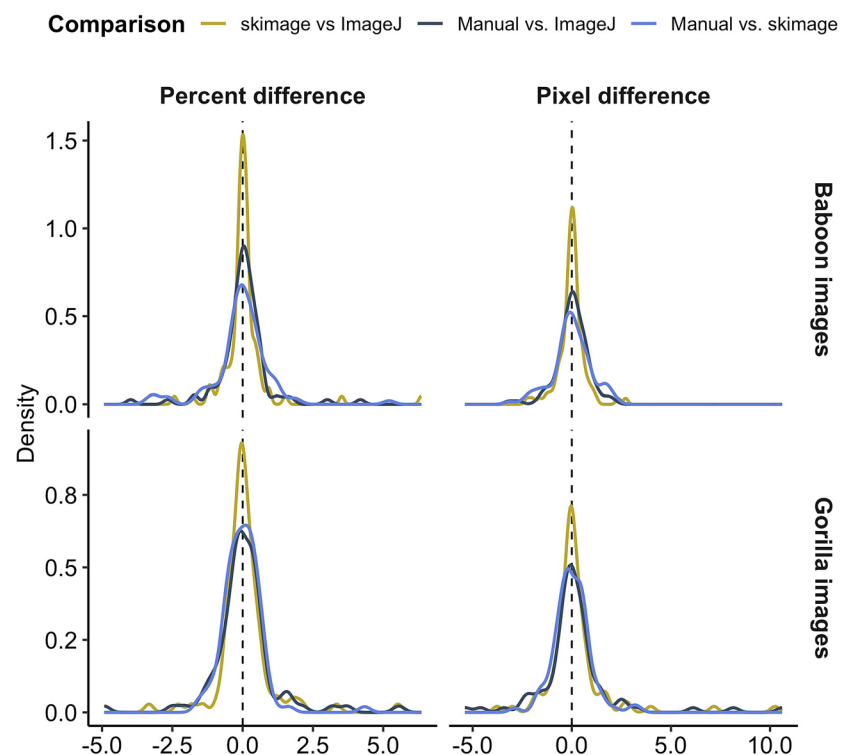 Comparison skimage vs ImageJ Manual vs. ImageJ Manual vs. skimage
Percent difference Pixel difference
1.5
1.0
0.5
0.0
Baboon images
Density
0.8
0.5
0.2
0.0
Gorilla images
-5.0 -2.5 0.0 2.5 5.0 -5.0 0.0 5.0 10.0